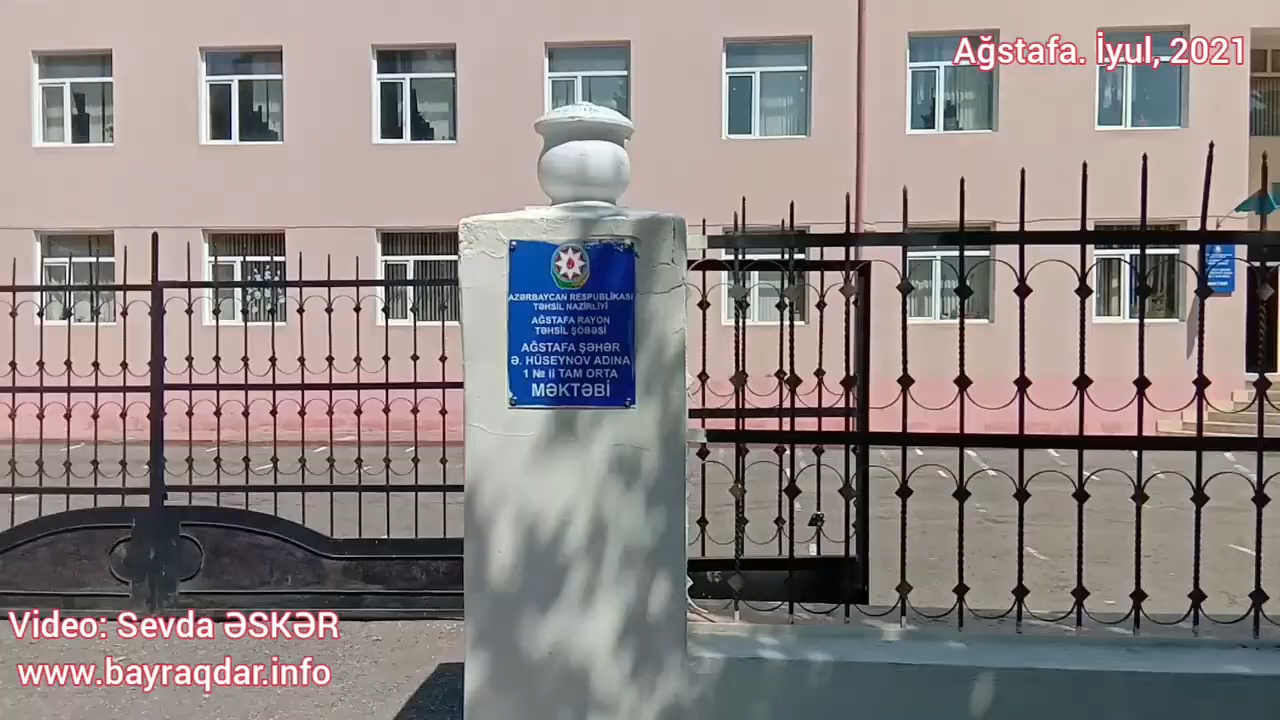 Ağstafa. İyul, 2021
AZƏRBAYCAN RESPUBLİKASI
TƏHSİL NAZİRLİYİ
AĞSTAFA RAYON
TƏHSİL ŞÖBƏSİ
AĞSTAFA ŞƏHƏR
Ə. HÜSEYNOV ADINA
1 № li TAM ORTA
MƏKTƏBİ
Video: Sevda ƏSKƏR
www.bayraqdar.info